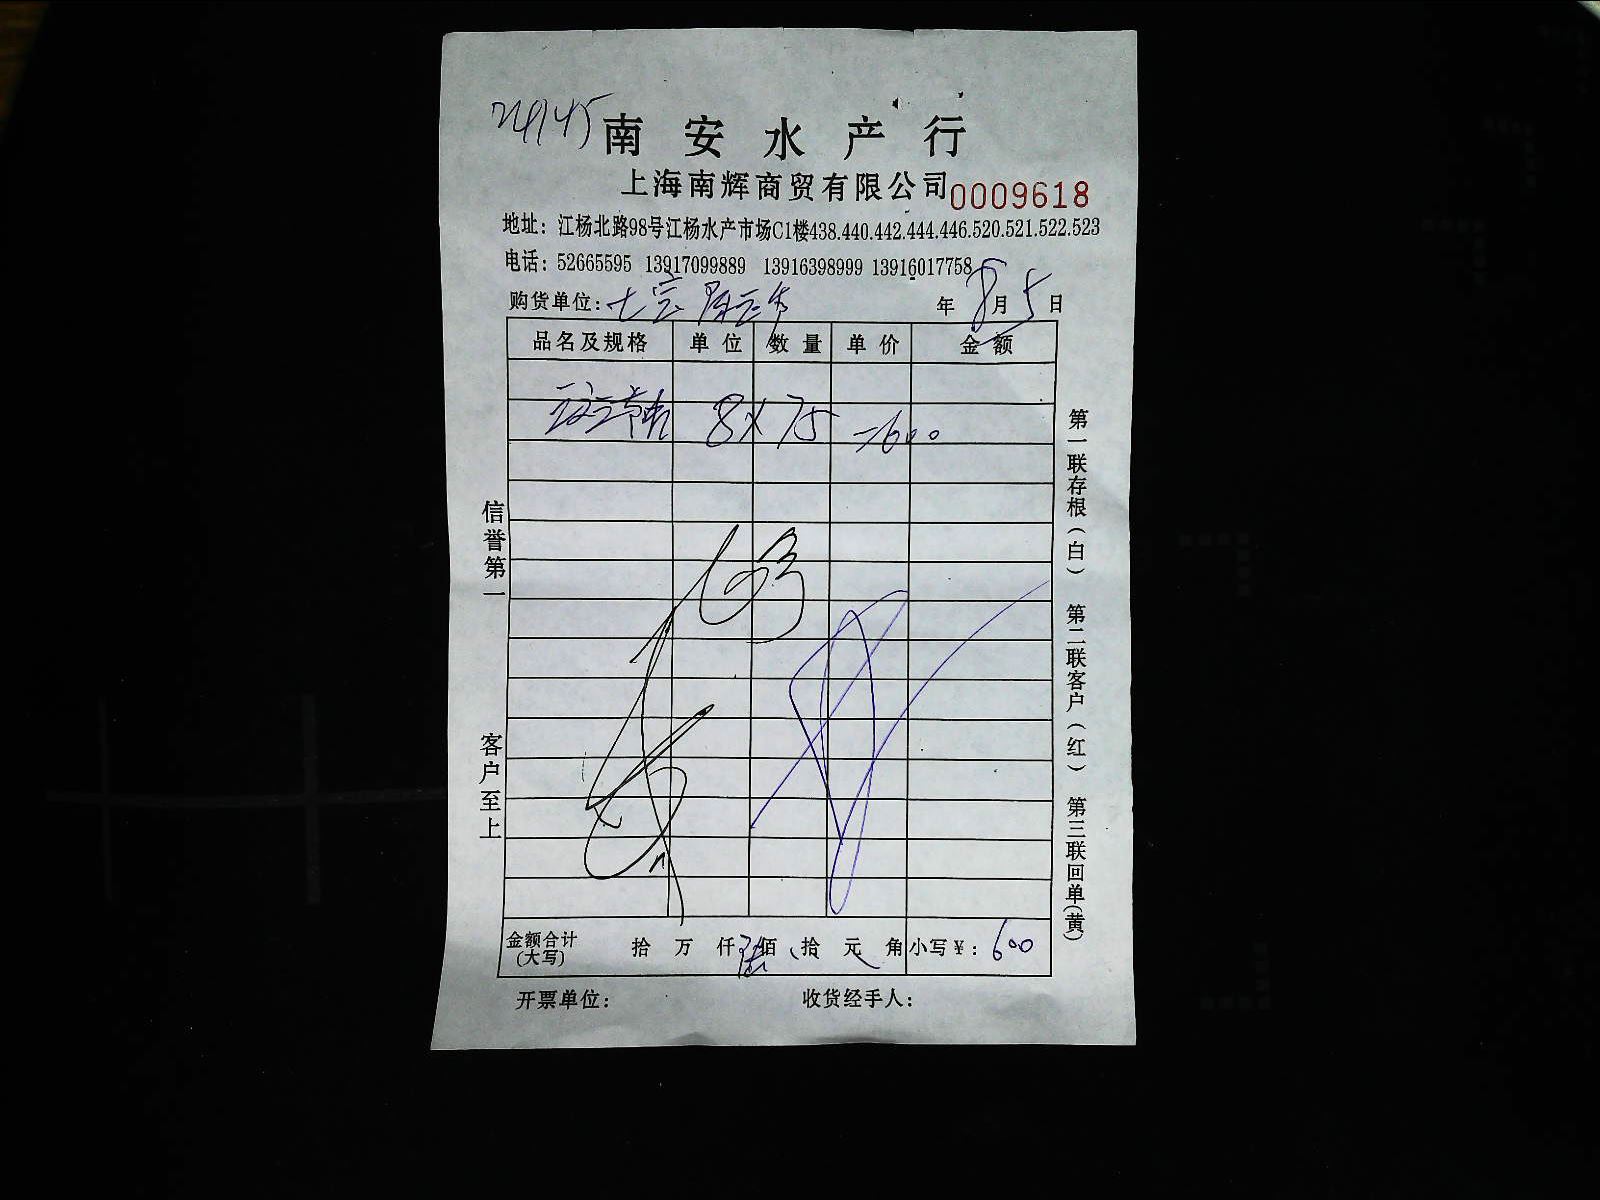 南安水产行
上海南辉商贸有限公司 0009618
地址：江杨北路98号江杨水产市场C1楼438.440.442.444.446.520.521.522.523
电话：52665595 13917099889 13916398999 13916017758
购货单位： 年8月5日
品名及规格 单位 数量 单价 金额
8×75=600
信誉第一
客户至上
第一联存根（白） 第二联客户（红） 第三联回单（黄）
金额合计（大写） 拾 万 仟陆佰 拾 元 角 小写￥：600
开票单位： 收货经手人：